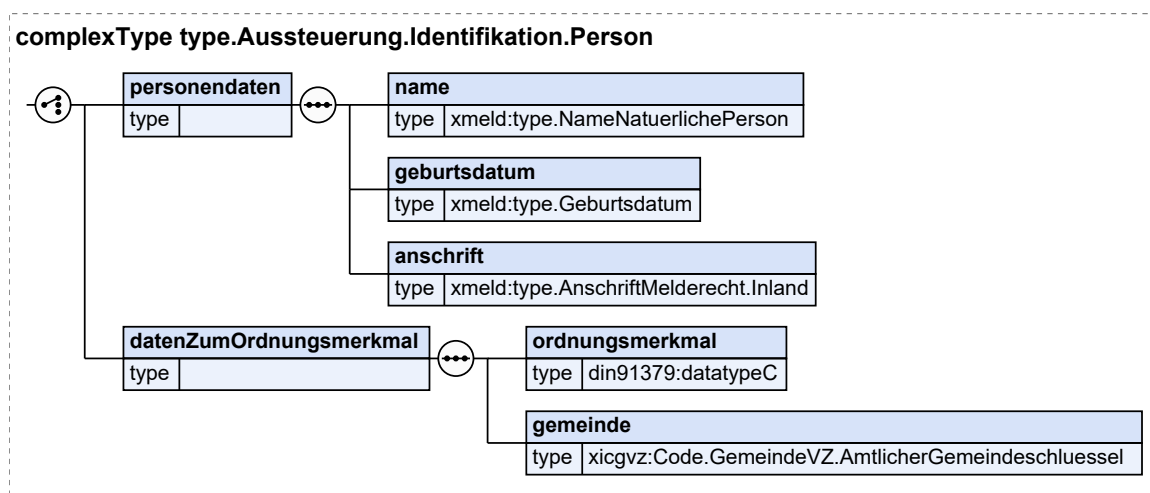 complexType type.Aussteuerung.Identifikation.Person
personendaten
type
name
type xmeld:type.NameNatuerlichePerson
geburtsdatum
type xmeld:type.Geburtsdatum
anschrift
type xmeld:type.AnschriftMelderecht.Inland
datenZumOrdnungsmerkmal
type
ordnungsmerkmal
type din91379:datatypeC
gemeinde
type xicgvz:Code.GemeindeVZ.AmtlicherGemeindeschluessel